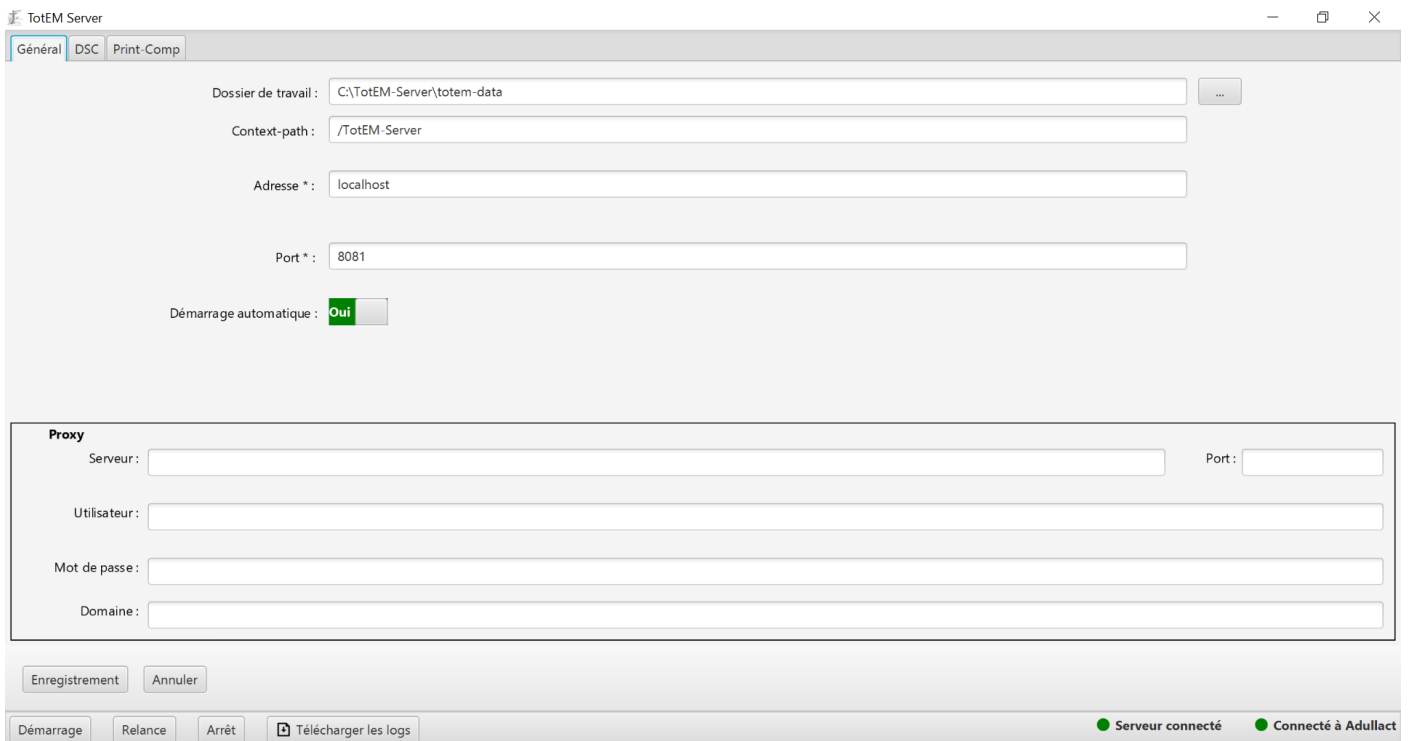 TotEM Server
Général DSC Print-Comp
Dossier de travail : C:\TotEM-Server\totem-data ...
Context-path : /TotEM-Server
Adresse * : localhost
Port * : 8081
Démarrage automatique : Oui
Proxy
Serveur : Port :
Utilisateur :
Mot de passe :
Domaine :
Enregistrement Annuler
Démarrage Relance Arrêt Télécharger les logs Serveur connecté Connecté à Adullact